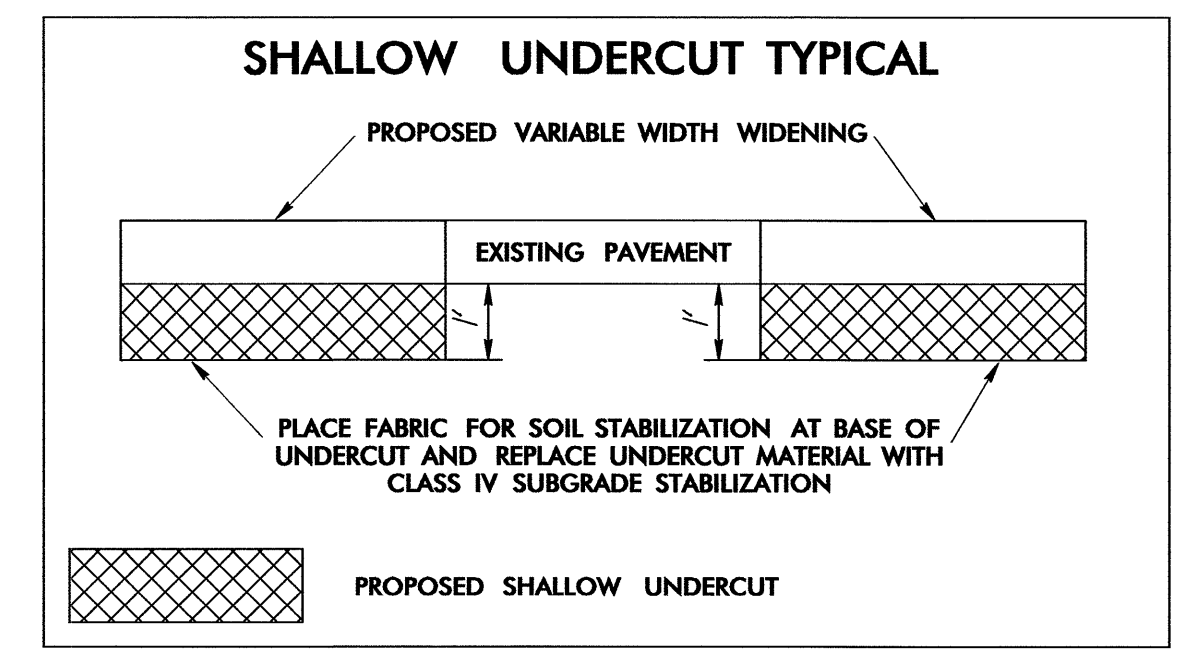 SHALLOW UNDERCUT TYPICAL
PROPOSED VARIABLE WIDTH WIDENING
EXISTING PAVEMENT
1'
1'
PLACE FABRIC FOR SOIL STABILIZATION AT BASE OF
UNDERCUT AND REPLACE UNDERCUT MATERIAL WITH
CLASS IV SUBGRADE STABILIZATION
PROPOSED SHALLOW UNDERCUT